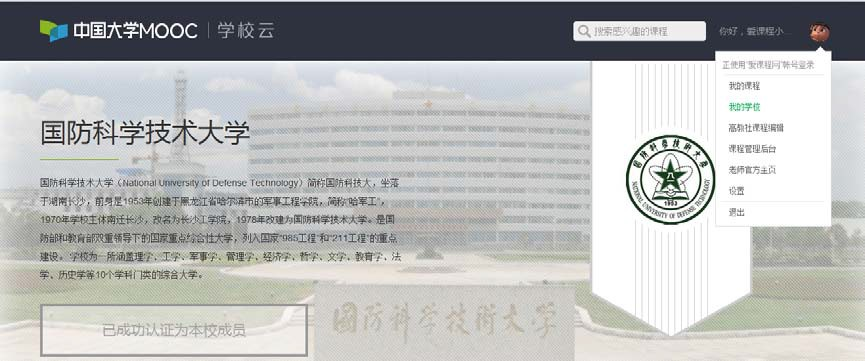 中国大学MOOC | 学校云
搜索感兴趣的课程
你好，爱课程小...
正使用"爱课程网"帐号登录
我的课程
我的学校
高教社课程编辑
课程管理后台
老师官方主页
设置
退出
国防科学技术大学
国防科学技术大学（National University of Defense Technology）简称国防科技大，坐落
于湖南长沙，前身是1953年创建于黑龙江省哈尔滨市的军事工程学院，简称"哈军工"，
1970年学校主体南迁长沙，改名为长沙工学院，1978年改建为国防科学技术大学。是国
防部和教育部双重领导下的国家重点综合性大学，列入国家"985工程"和"211工程"的重点
建设。 学校为一所涵盖理学、工学、军事学、管理学、经济学、哲学、文学、教育学、法
学、历史学等10个学科门类的综合大学。
已成功认证为本校成员
国防科学技術大学
国防科学技術大学
NATIONAL UNIVERSITY OF DEFENSE TECHNOLOGY
八一
1953